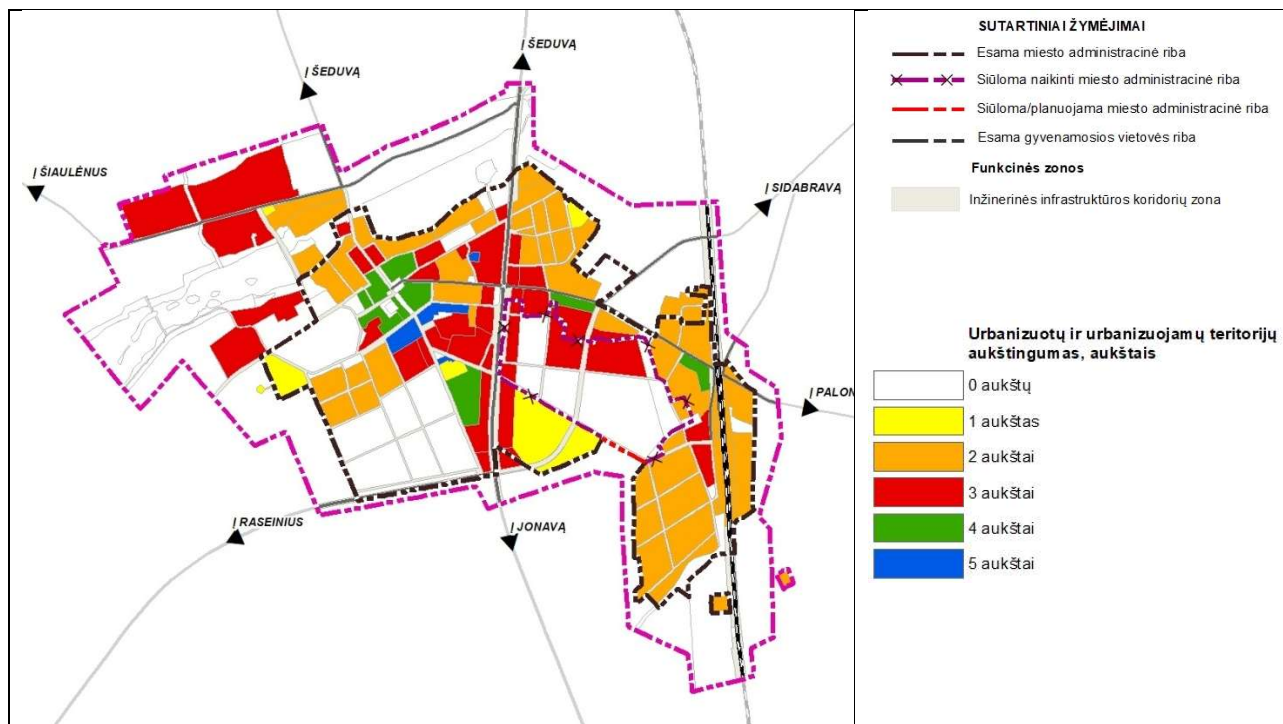 Į ŠEDUVĄ
Į ŠEDUVĄ
Į ŠIAULĖNUS
Į SIDABRAVĄ
Į PALON
Į RASEINIUS
Į JONAVĄ
SUTARTINIAI ŽYMĖJIMAI
Esama miesto administracinė riba
Siūloma naikinti miesto administracinė riba
Siūloma/planuojama miesto administracinė riba
Esama gyvenamosios vietovės riba
Funkcinės zonos
Inžinerinės infrastruktūros koridorių zona
Urbanizuotų ir urbanizuojamų teritorijų
aukštingumas, aukštais
0 aukštų
1 aukštas
2 aukštai
3 aukštai
4 aukštai
5 aukštai